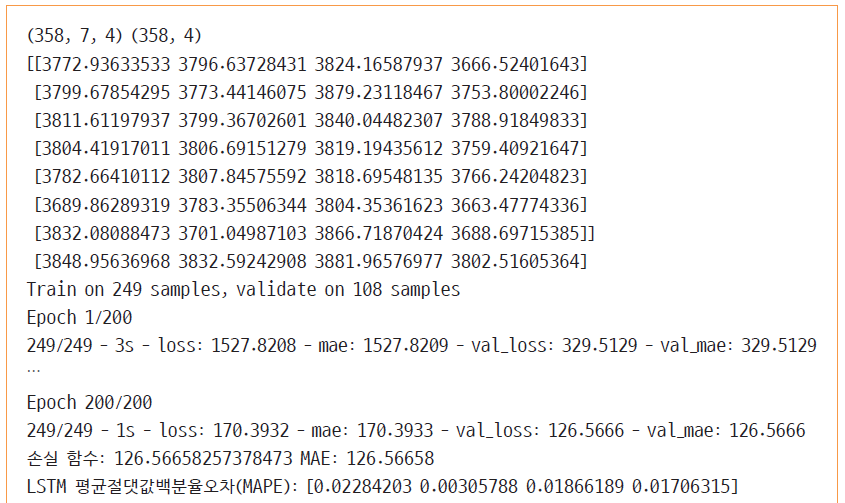 (358, 7, 4) (358, 4)
[[3772.93633533 3796.63728431 3824.16587937 3666.52401643]
[3799.67854295 3773.44146075 3879.23118467 3753.80002246]
[3811.61197937 3799.36702601 3840.04482307 3788.91849833]
[3804.41917011 3806.69151279 3819.19435612 3759.40921647]
[3782.66410112 3807.84575592 3818.69548135 3766.24204823]
[3689.86289319 3783.35506344 3804.35361623 3663.47774336]
[3832.08088473 3701.04987103 3866.71870424 3688.69715385]]
[3848.95636968 3832.59242908 3881.96576977 3802.51605364]
Train on 249 samples, validate on 108 samples
Epoch 1/200
249/249 - 3s - loss: 1527.8208 - mae: 1527.8209 - val_loss: 329.5129 - val_mae: 329.5129
…
Epoch 200/200
249/249 - 1s - loss: 170.3932 - mae: 170.3933 - val_loss: 126.5666 - val_mae: 126.5666
손실 함수: 126.56658257378473 MAE: 126.56658
LSTM 평균절댓값백분율오차(MAPE): [0.02284203 0.00305788 0.01866189 0.01706315]